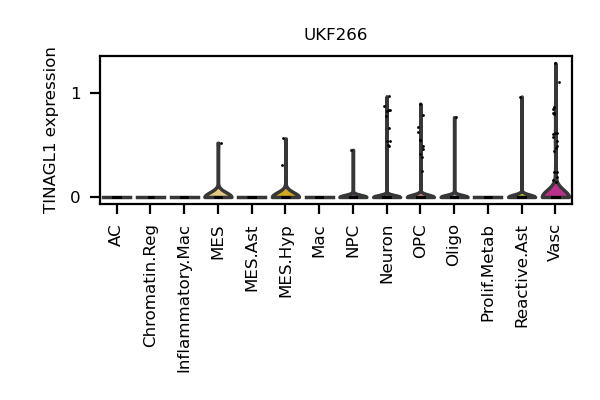 UKF266
TINAGL1 expression
1
0
AC
Chromatin.Reg
Inflammatory.Mac
MES
MES.Ast
MES.Hyp
Mac
NPC
Neuron
OPC
Oligo
Prolif.Metab
Reactive.Ast
Vasc